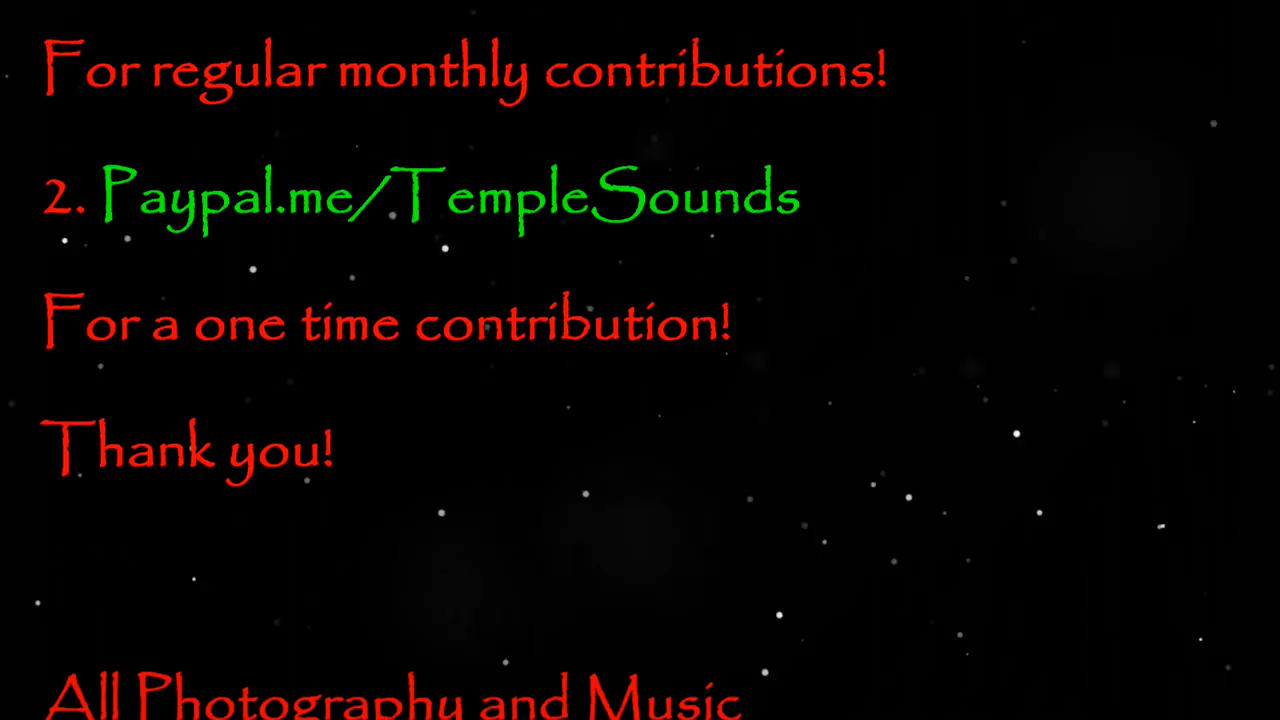 For regular monthly contributions!
2. Paypal.me/TempleSounds
For a one time contribution!
Thank you!
All Photography and Music